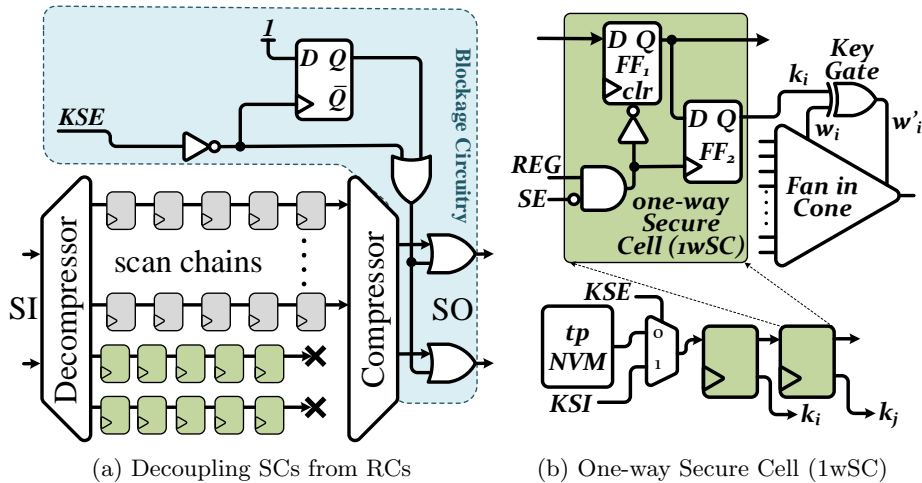 1
D Q
Q̄
KSE
Blockage Circuitry
SI
Decompressor
scan chains
Compressor
SO
(a) Decoupling SCs from RCs
D Q
FF₁
clr
D Q
FF₂
REG
SE
one-way
Secure
Cell (1wSC)
Key
Gate
kᵢ
wᵢ
w'ᵢ
Fan in
Cone
KSE
tp
NVM
0
1
KSI
kᵢ
kⱼ
(b) One-way Secure Cell (1wSC)